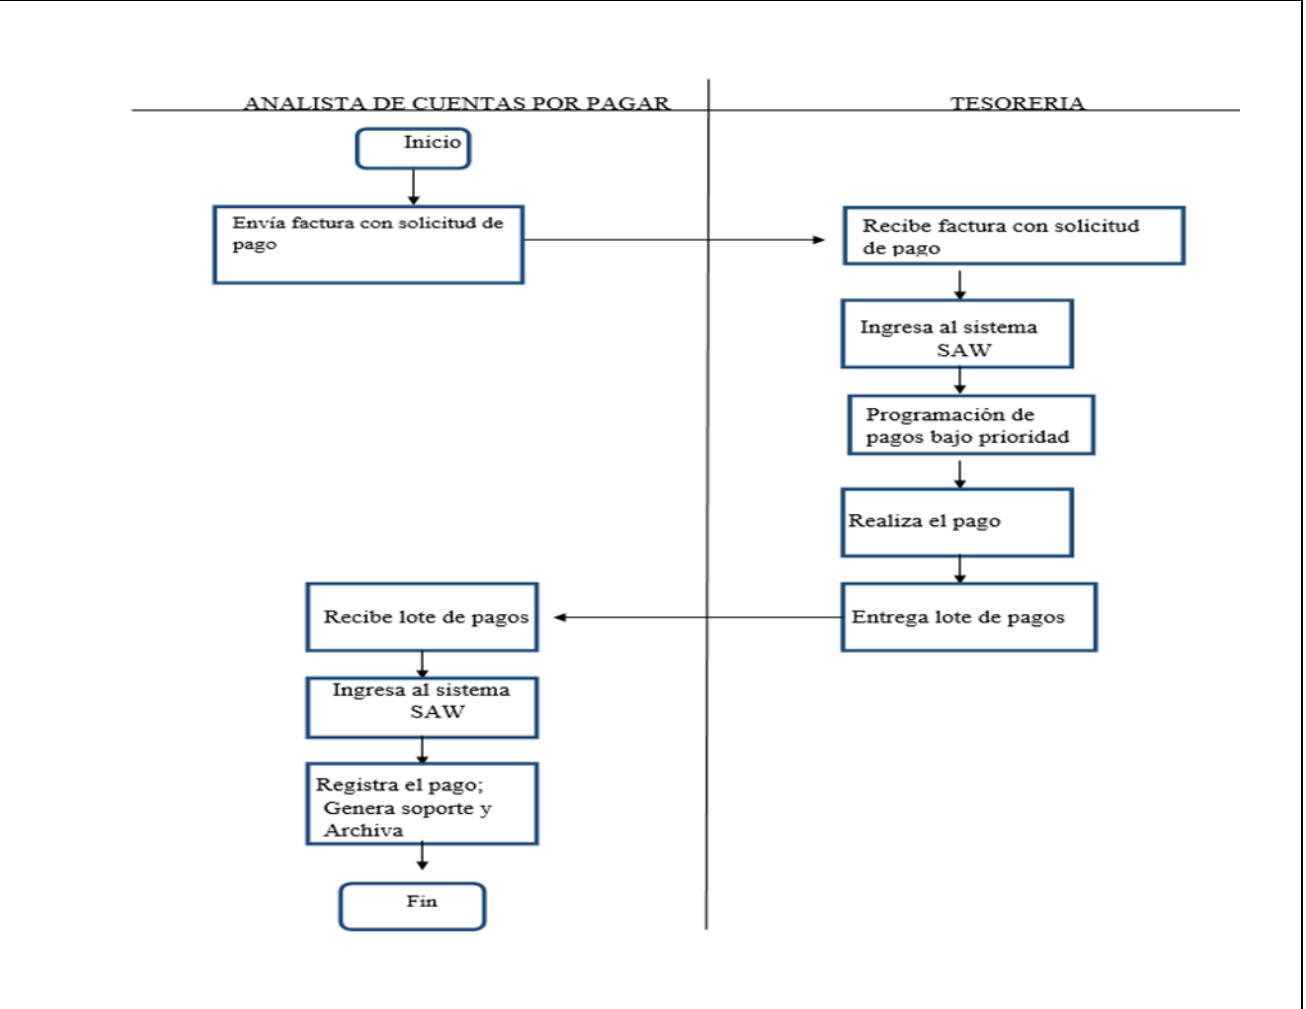 ANALISTA DE CUENTAS POR PAGAR
TESORERIA
Inicio
Envía factura con solicitud de
pago
Recibe factura con solicitud
de pago
Ingresa al sistema
SAW
Programación de
pagos bajo prioridad
Realiza el pago
Entrega lote de pagos
Recibe lote de pagos
Ingresa al sistema
SAW
Registra el pago;
Genera soporte y
Archiva
Fin